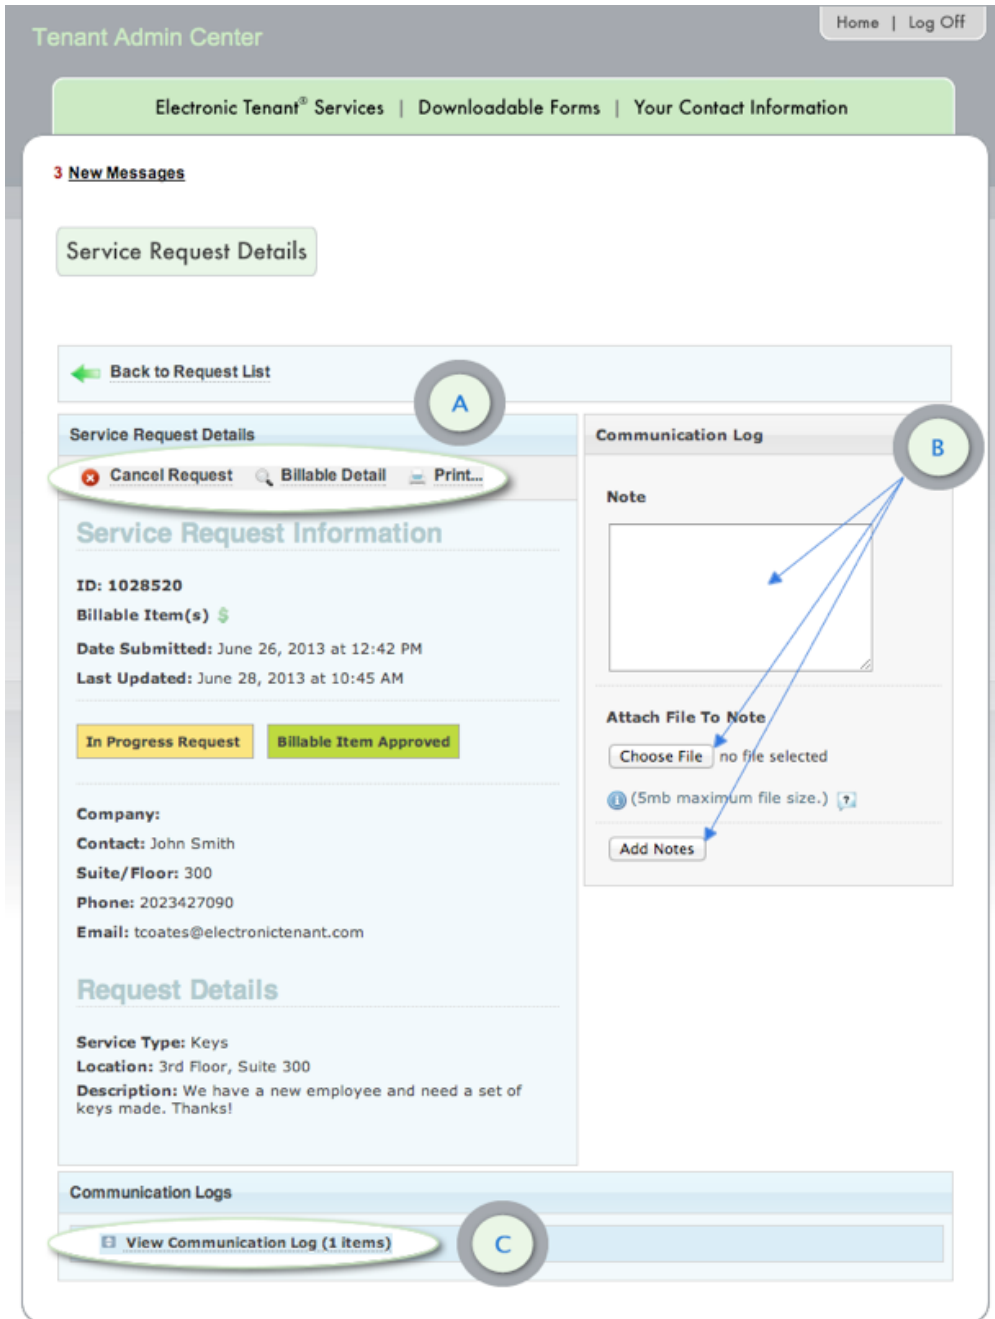 Home | Log Off
Tenant Admin Center
Electronic Tenant® Services | Downloadable Forms | Your Contact Information
3 New Messages
Service Request Details
Back to Request List
A
Service Request Details
Cancel Request Billable Detail Print...
Service Request Information
ID: 1028520
Billable Item(s) $
Date Submitted: June 26, 2013 at 12:42 PM
Last Updated: June 28, 2013 at 10:45 AM
In Progress Request Billable Item Approved
Company:
Contact: John Smith
Suite/Floor: 300
Phone: 2023427090
Email: tcoates@electronictenant.com
Request Details
Service Type: Keys
Location: 3rd Floor, Suite 300
Description: We have a new employee and need a set of
keys made. Thanks!
Communication Log
B
Note
Attach File To Note
Choose File no file selected
(5mb maximum file size.) ?
Add Notes
Communication Logs
View Communication Log (1 items)
C